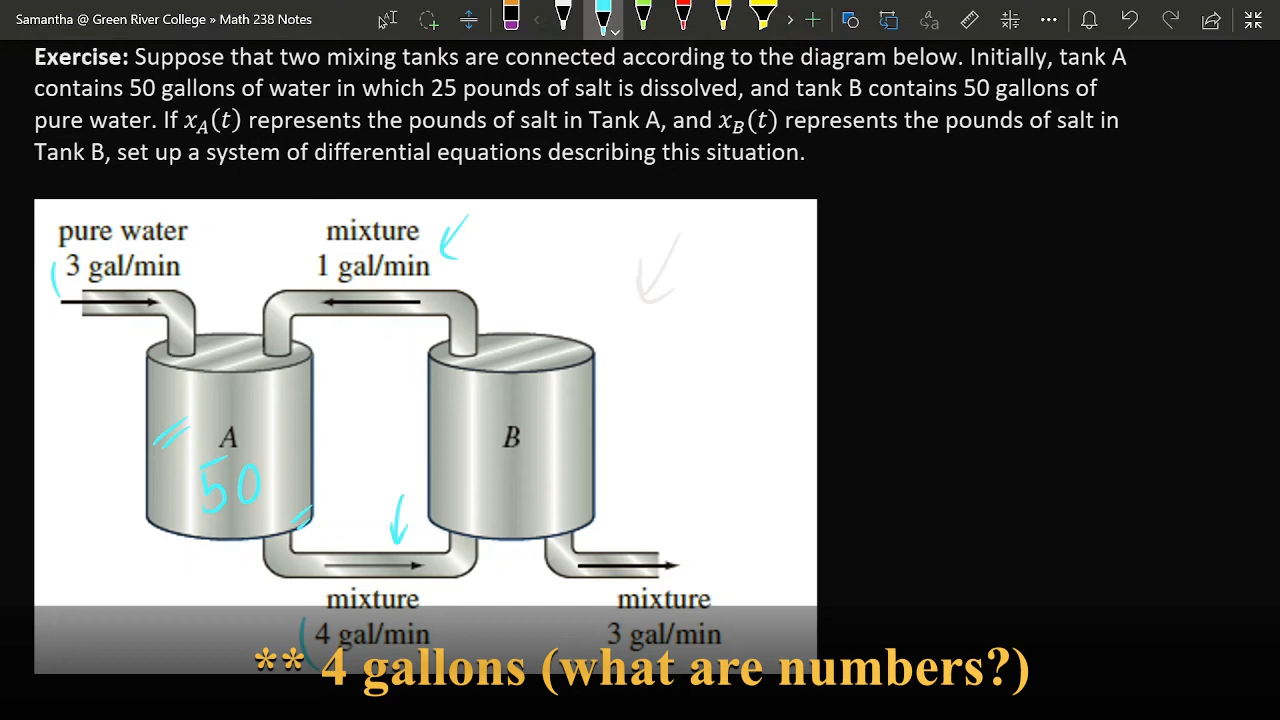 Samantha @ Green River College » Math 238 Notes
Exercise: Suppose that two mixing tanks are connected according to the diagram below. Initially, tank A
contains 50 gallons of water in which 25 pounds of salt is dissolved, and tank B contains 50 gallons of
pure water. If x_A(t) represents the pounds of salt in Tank A, and x_B(t) represents the pounds of salt in
Tank B, set up a system of differential equations describing this situation.
pure water
3 gal/min
mixture
1 gal/min
A
50
B
mixture
4 gal/min
mixture
3 gal/min
** 4 gallons (what are numbers?)